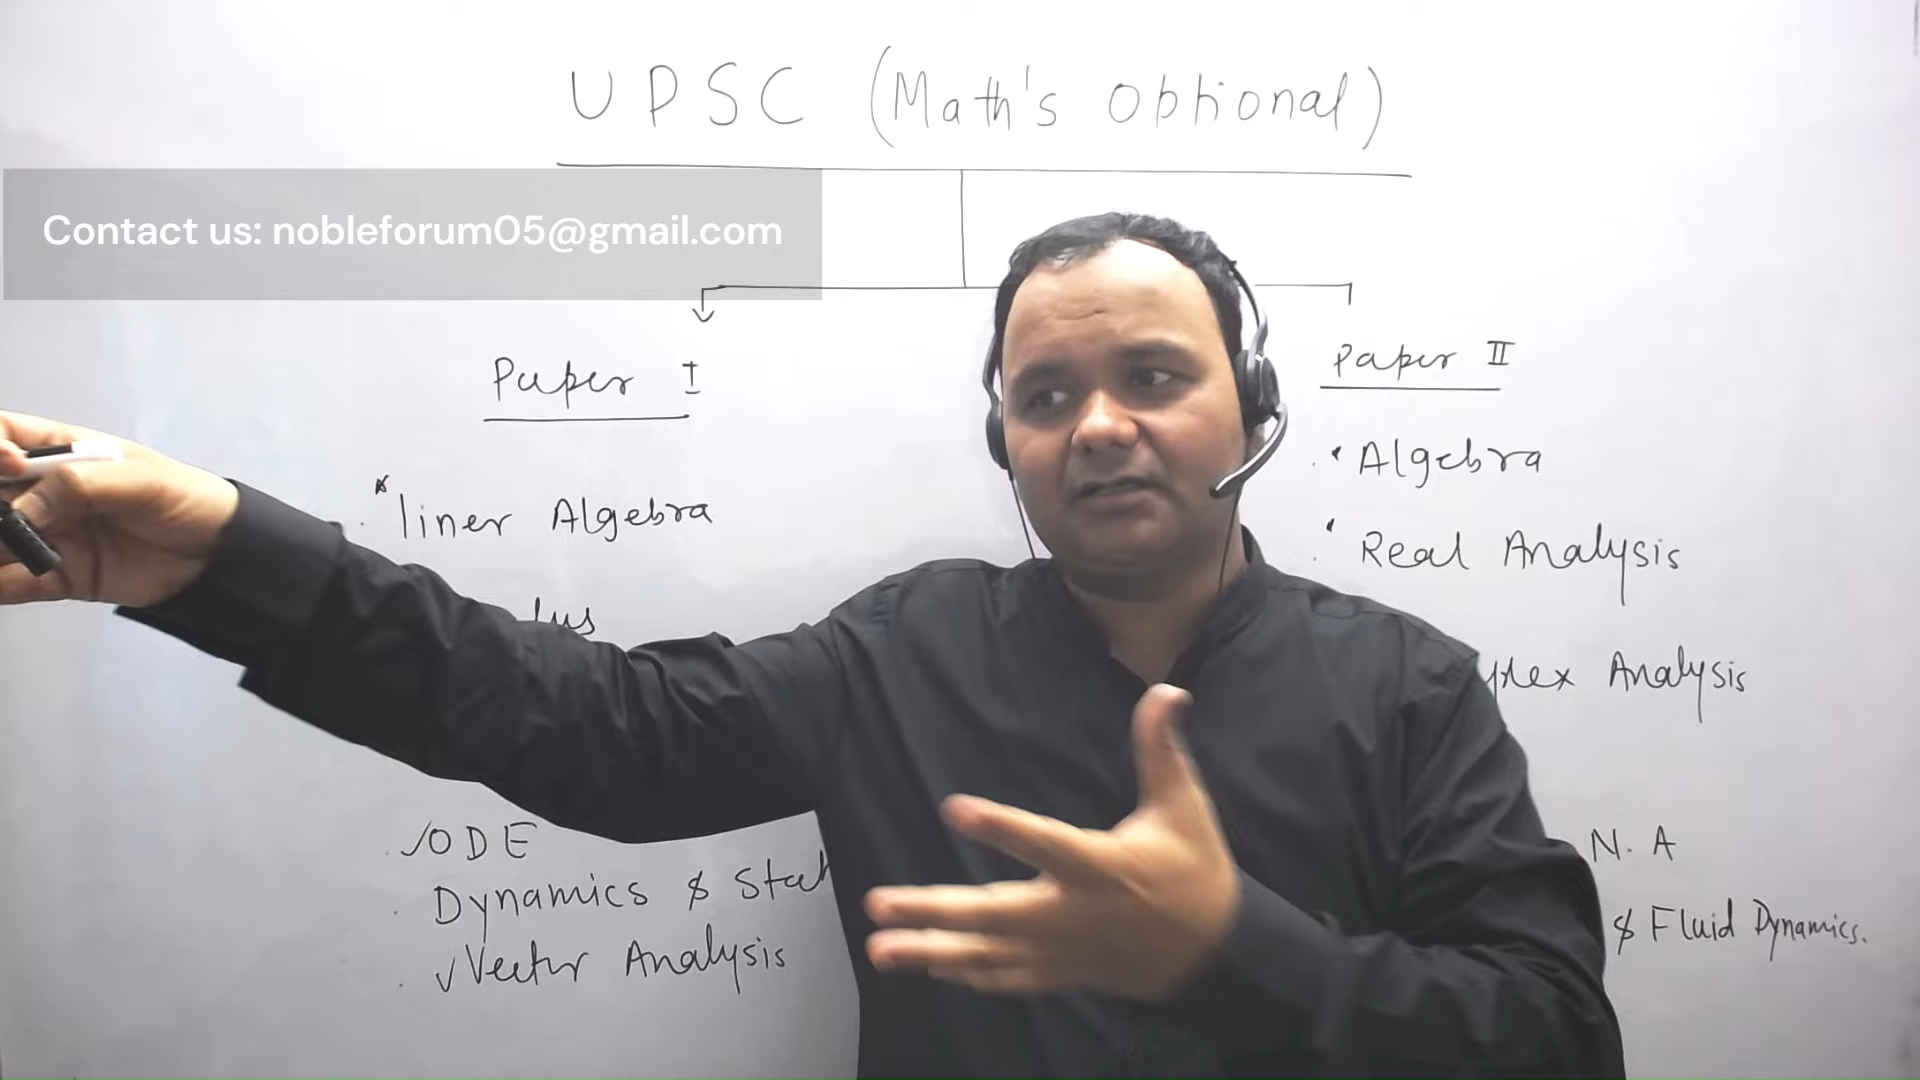 UPSC (Math's Optional)
Contact us: nobleforum05@gmail.com
Paper I
liner Algebra
ODE
Dynamics &
Vector Analysis
Paper II
Algebra
Real Analysis
Analysis
N. A
& Fluid Dynamics.